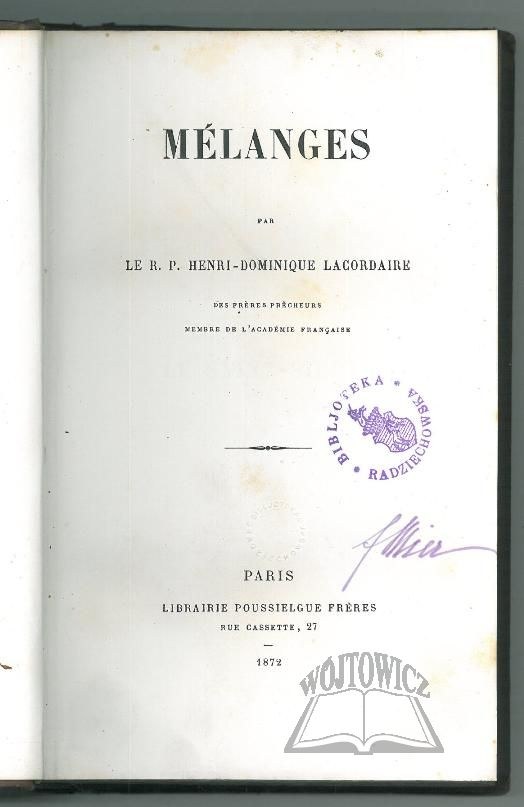 MÉLANGES
PAR
LE R. P. HENRI-DOMINIQUE LACORDAIRE
DES FRÈRES PRÊCHEURS
MEMBRE DE L'ACADÉMIE FRANÇAISE
BIBLJOTEKA * RADZIECHOWSKA *
PARIS
LIBRAIRIE POUSSIELGUE FRÈRES
RUE CASSETTE, 27
—
1872
WÓJTOWICZ